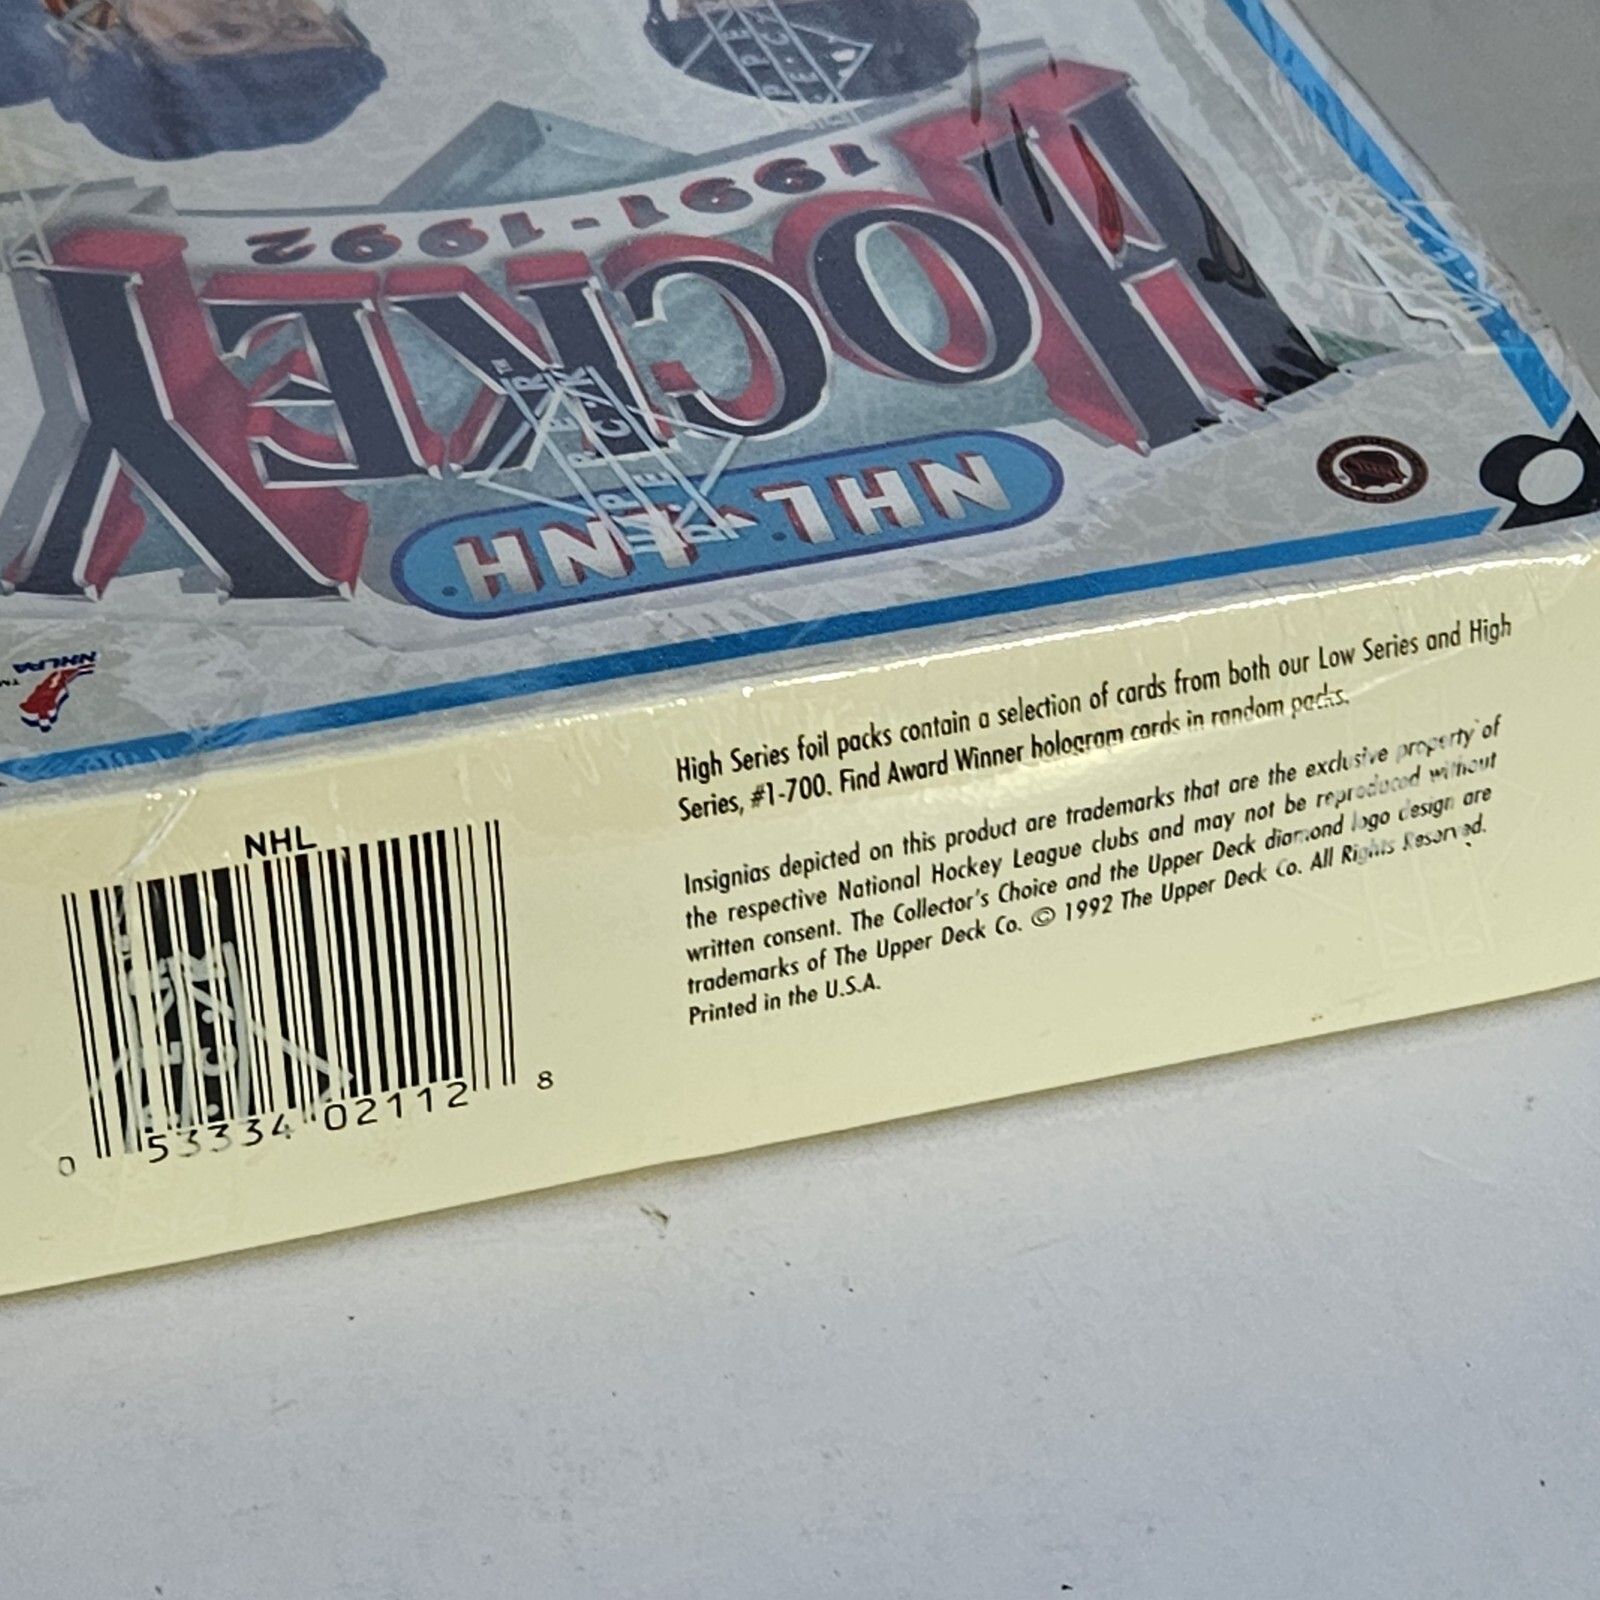 1991-1992
HOCKEY
™
NHL·LNH
NHLPA
™
High Series foil packs contain a selection of cards from both our Low Series and High
Series, #1-700. Find Award Winner hologram cards in random packs.
Insignias depicted on this product are trademarks that are the exclusive property of
the respective National Hockey League clubs and may not be reproduced without
written consent. The Collector's Choice and the Upper Deck diamond logo design are
trademarks of The Upper Deck Co. © 1992 The Upper Deck Co. All Rights Reserved.
Printed in the U.S.A.
NHL
0 53334 02112 8